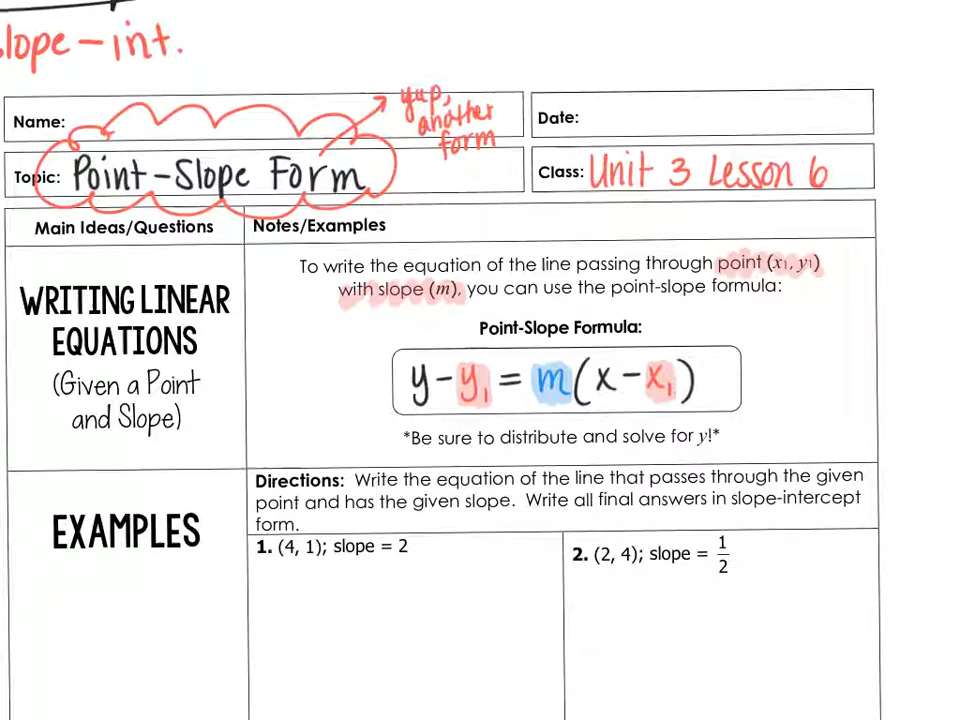 slope-int.
yup,
another
form
Name:
Date:
Topic: Point-Slope Form
Class: Unit 3 Lesson 6
Main Ideas/Questions
Notes/Examples
WRITING LINEAR
EQUATIONS
(Given a Point
and Slope)
To write the equation of the line passing through point (x₁, y₁)
with slope (m), you can use the point-slope formula:
Point-Slope Formula:
y - y₁ = m(x - x₁)
*Be sure to distribute and solve for y!*
EXAMPLES
Directions: Write the equation of the line that passes through the given
point and has the given slope. Write all final answers in slope-intercept
form.
1. (4, 1); slope = 2
2. (2, 4); slope = 1/2